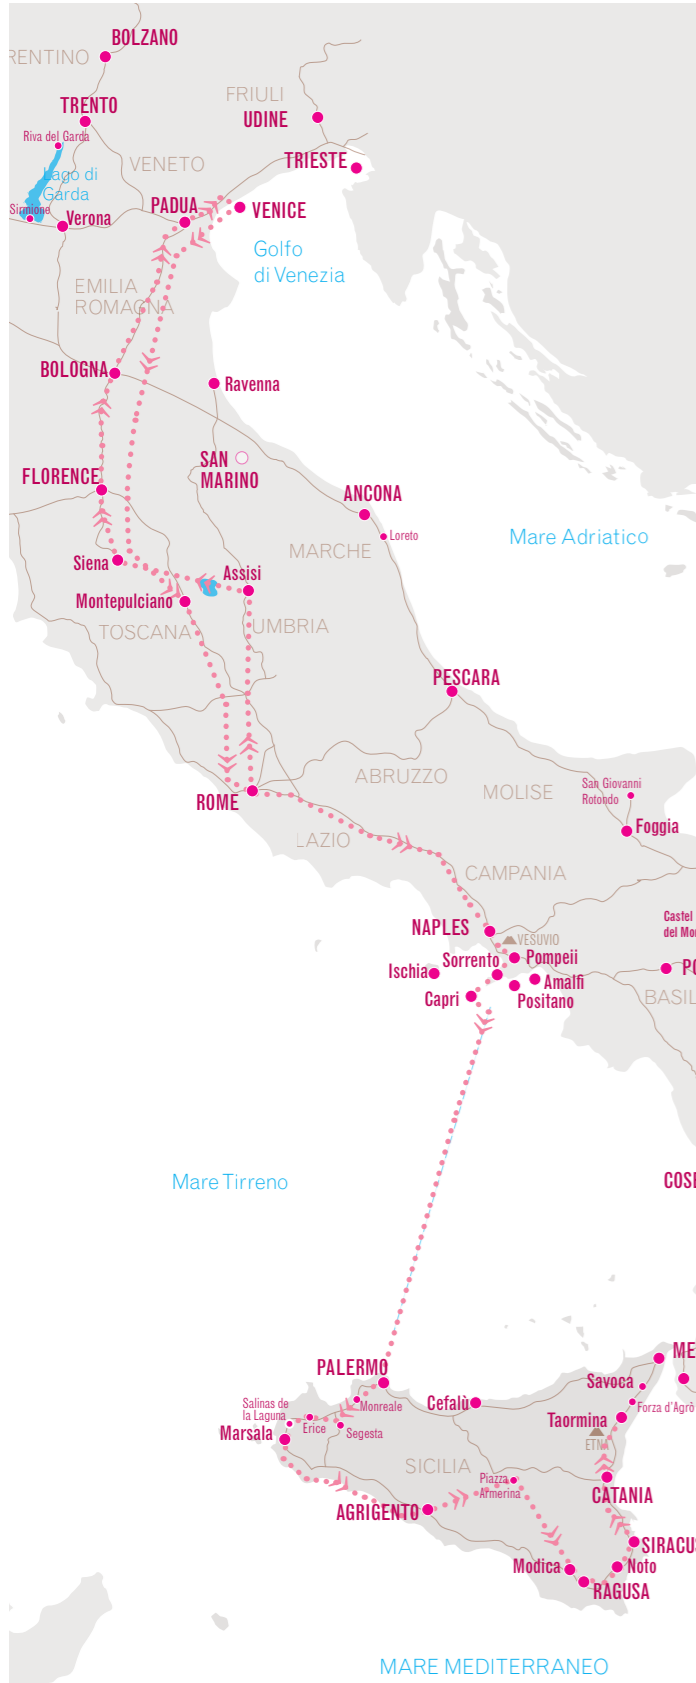 BOLZANO
RENTINO
TRENTO
FRIULI
UDINE
Riva del Garda
TRIESTE
VENETO
Lago di
Garda
Sirmione
Verona
PADUA
VENICE
Golfo
di Venezia
EMILIA
ROMAGNA
BOLOGNA
Ravenna
SAN
MARINO
FLORENCE
ANCONA
Loreto
Mare Adriatico
MARCHE
Siena
Assisi
Montepulciano
TOSCANA
UMBRIA
PESCARA
ABRUZZO
MOLISE
San Giovanni
Rotondo
ROME
Foggia
LAZIO
CAMPANIA
NAPLES
Castel
del Mon
VESUVIO
Sorrento
Pompeii
Ischia
Amalfi
PO
Capri
Positano
BASIL
Mare Tirreno
COSE
PALERMO
ME
Savoca
Monreale
Cefalù
Forza d'Agrò
Salinas de
la Laguna
Erice
Segesta
Taormina
Marsala
ETNA
SICILIA
Piazza
Armerina
CATANIA
AGRIGENTO
SIRACUS
Modica
Noto
RAGUSA
MARE MEDITERRANEO